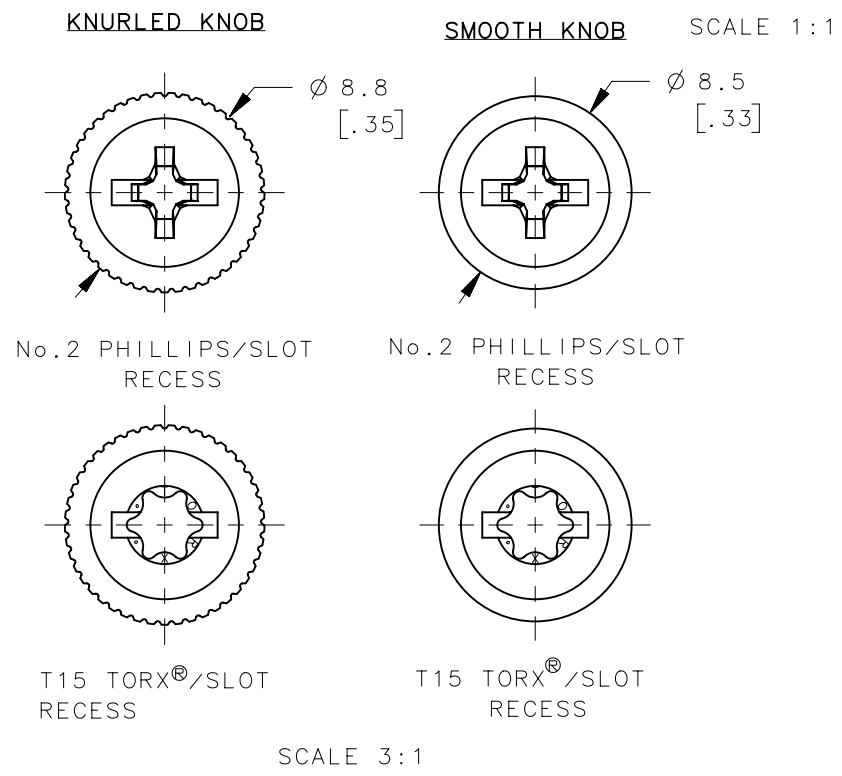 KNURLED KNOB
SMOOTH KNOB
SCALE 1:1
Ø 8.8
[.35]
Ø 8.5
[.33]
No.2 PHILLIPS/SLOT
RECESS
No.2 PHILLIPS/SLOT
RECESS
T15 TORX®/SLOT
RECESS
T15 TORX®/SLOT
RECESS
SCALE 3:1